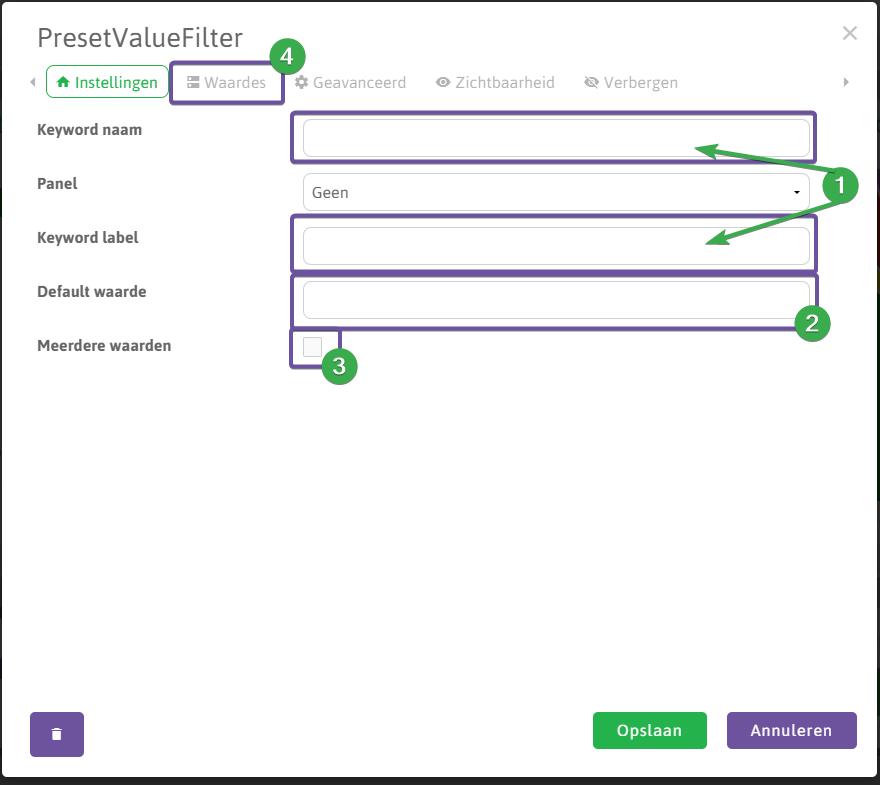 PresetValueFilter
4
Instellingen Waardes Geavanceerd Zichtbaarheid Verbergen
Keyword naam
1
Panel Geen
Keyword label
Default waarde
2
Meerdere waarden
3
Opslaan Annuleren